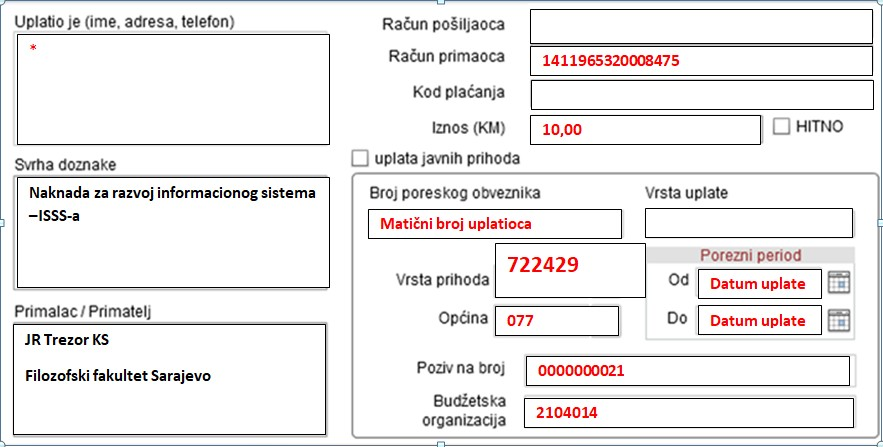 Uplatio je (ime, adresa, telefon)
*
Svrha doznake
Naknada za razvoj informacionog sistema
–ISSS-a
Primalac / Primatelj
JR Trezor KS
Filozofski fakultet Sarajevo
Račun pošiljaoca
Račun primaoca
1411965320008475
Kod plaćanja
Iznos (KM)
10,00
HITNO
uplata javnih prihoda
Broj poreskog obveznika
Matični broj uplatioca
Vrsta uplate
Vrsta prihoda
722429
Porezni period
Od
Datum uplate
Općina
077
Do
Datum uplate
Poziv na broj
0000000021
Budžetska
organizacija
2104014